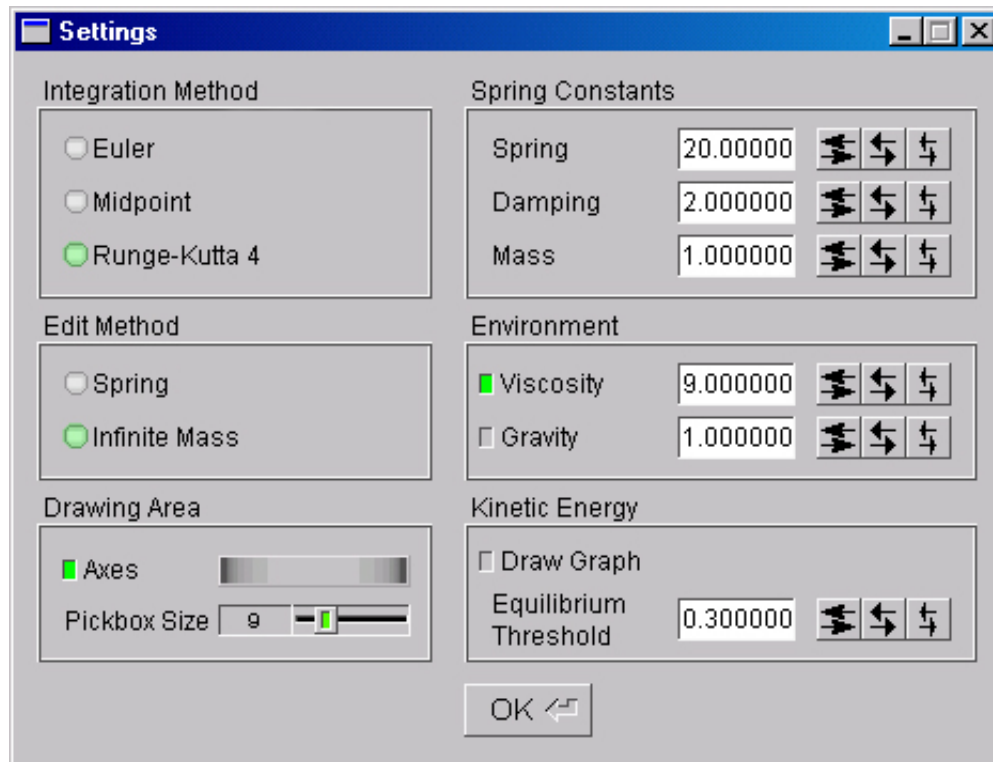 Settings
Integration Method
Euler
Midpoint
Runge-Kutta 4
Edit Method
Spring
Infinite Mass
Drawing Area
Axes
Pickbox Size 9
Spring Constants
Spring 20.00000
Damping 2.000000
Mass 1.000000
Environment
Viscosity 9.000000
Gravity 1.000000
Kinetic Energy
Draw Graph
Equilibrium
Threshold 0.300000
OK